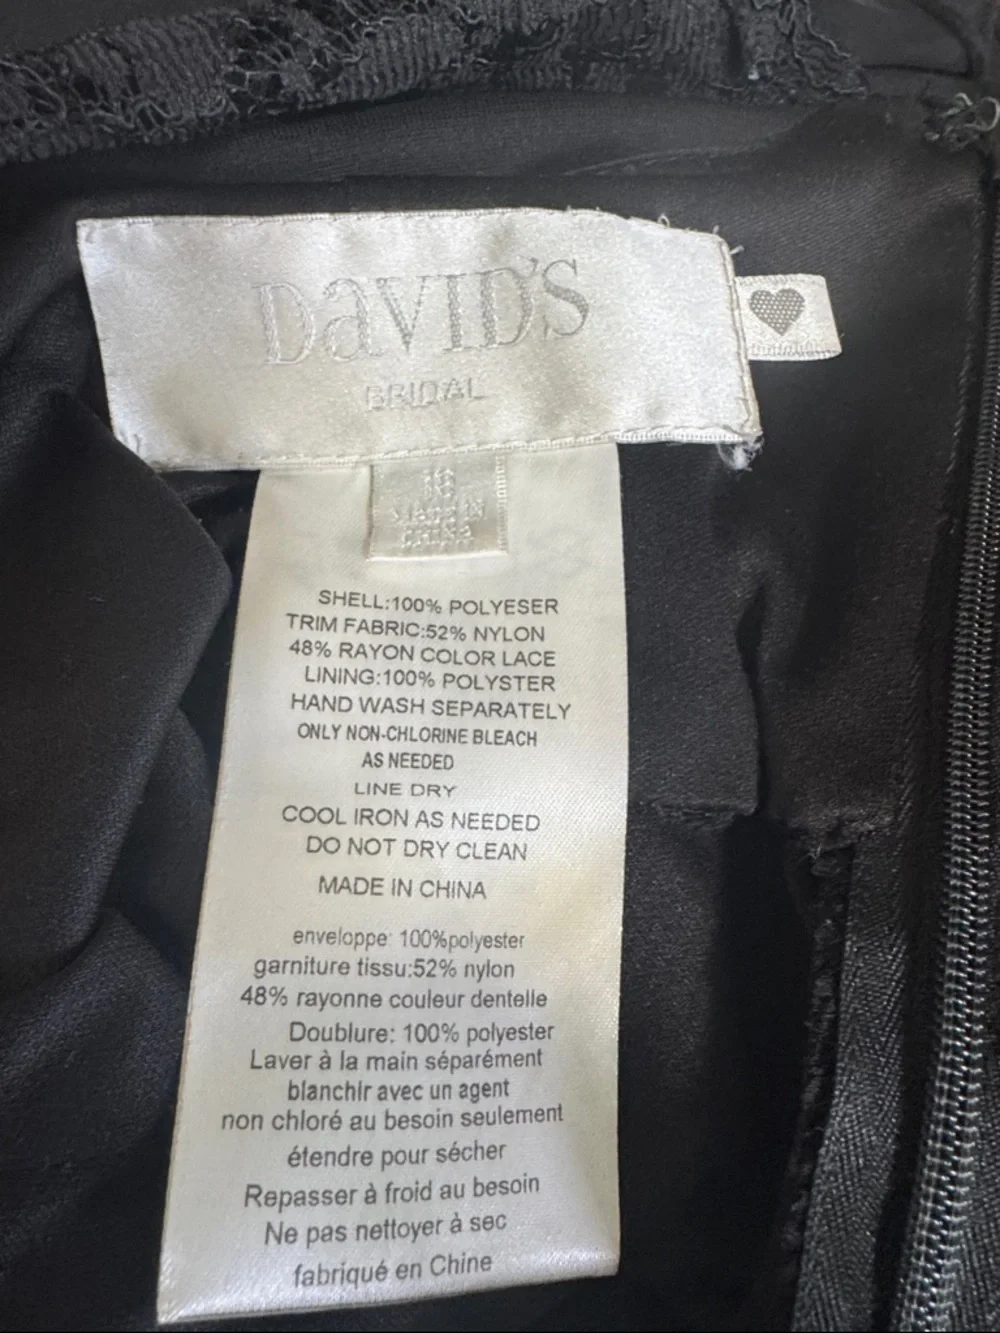 DaVID'S
BRIDAL
MADE IN
CHINA
SHELL:100% POLYESER
TRIM FABRIC:52% NYLON
48% RAYON COLOR LACE
LINING:100% POLYSTER
HAND WASH SEPARATELY
ONLY NON-CHLORINE BLEACH
AS NEEDED
LINE DRY
COOL IRON AS NEEDED
DO NOT DRY CLEAN
MADE IN CHINA
enveloppe: 100%polyester
garniture tissu:52% nylon
48% rayonne couleur dentelle
Doublure: 100% polyester
Laver à la main séparément
blanchir avec un agent
non chloré au besoin seulement
étendre pour sécher
Repasser à froid au besoin
Ne pas nettoyer à sec
fabriqué en Chine